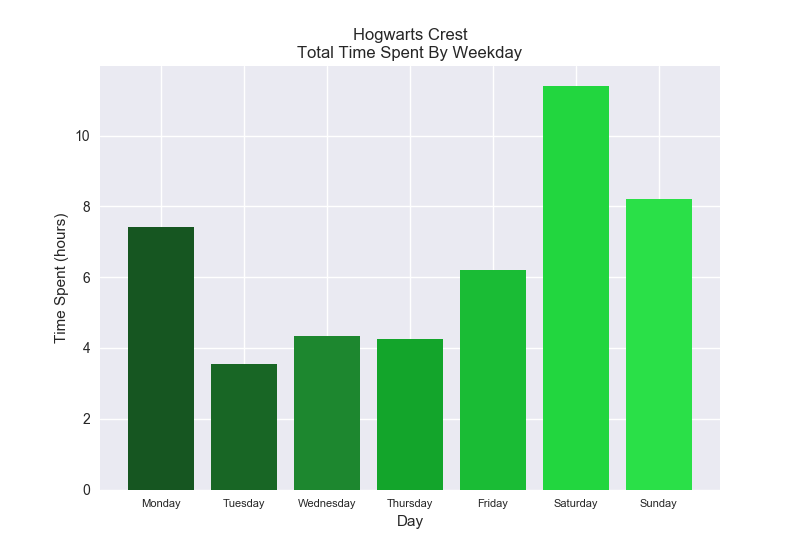 Hogwarts Crest
Total Time Spent By Weekday
Time Spent (hours)
10
8
6
4
2
0
Monday Tuesday Wednesday Thursday Friday Saturday Sunday
Day